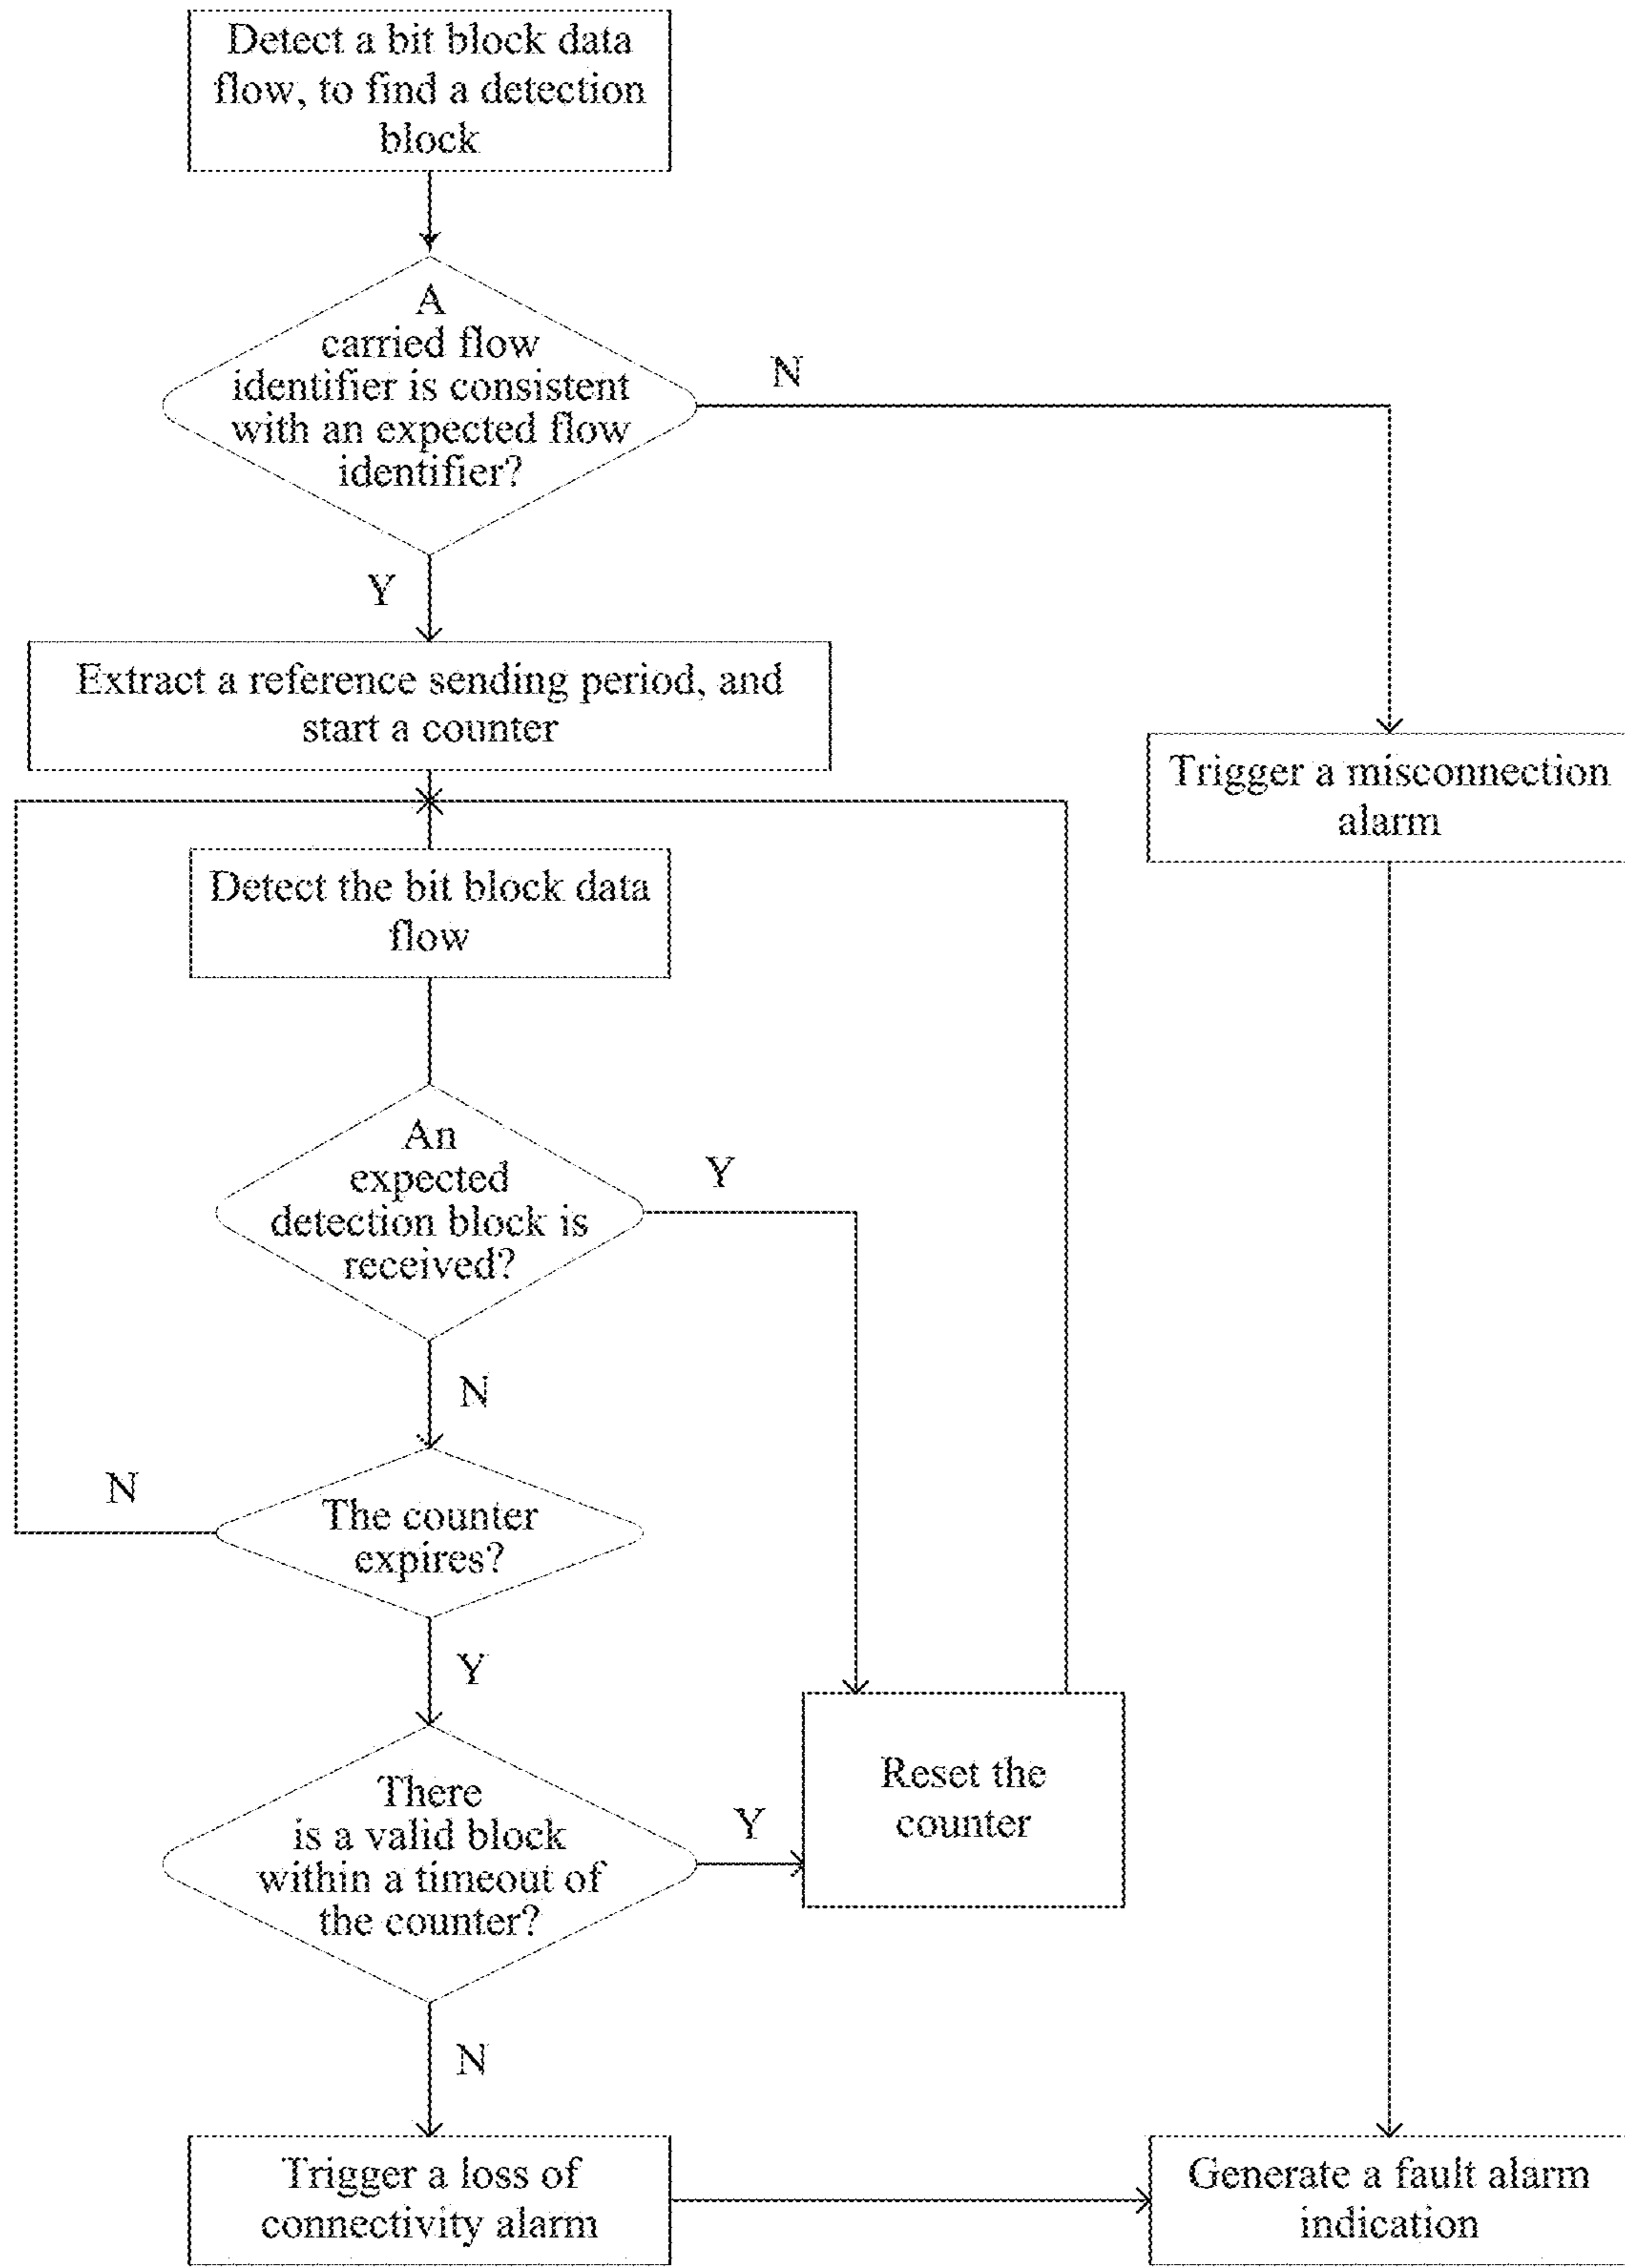 Detect a bit block data
flow, to find a detection
block
A
carried flow
identifier is consistent
with an expected flow
identifier?
N
Y
Extract a reference sending period, and
start a counter
Trigger a misconnection
alarm
Detect the bit block data
flow
An
expected
detection block is
received?
Y
N
N
The counter
expires?
Y
There
is a valid block
within a timeout of
the counter?
Y
Reset the
counter
N
Trigger a loss of
connectivity alarm
Generate a fault alarm
indication